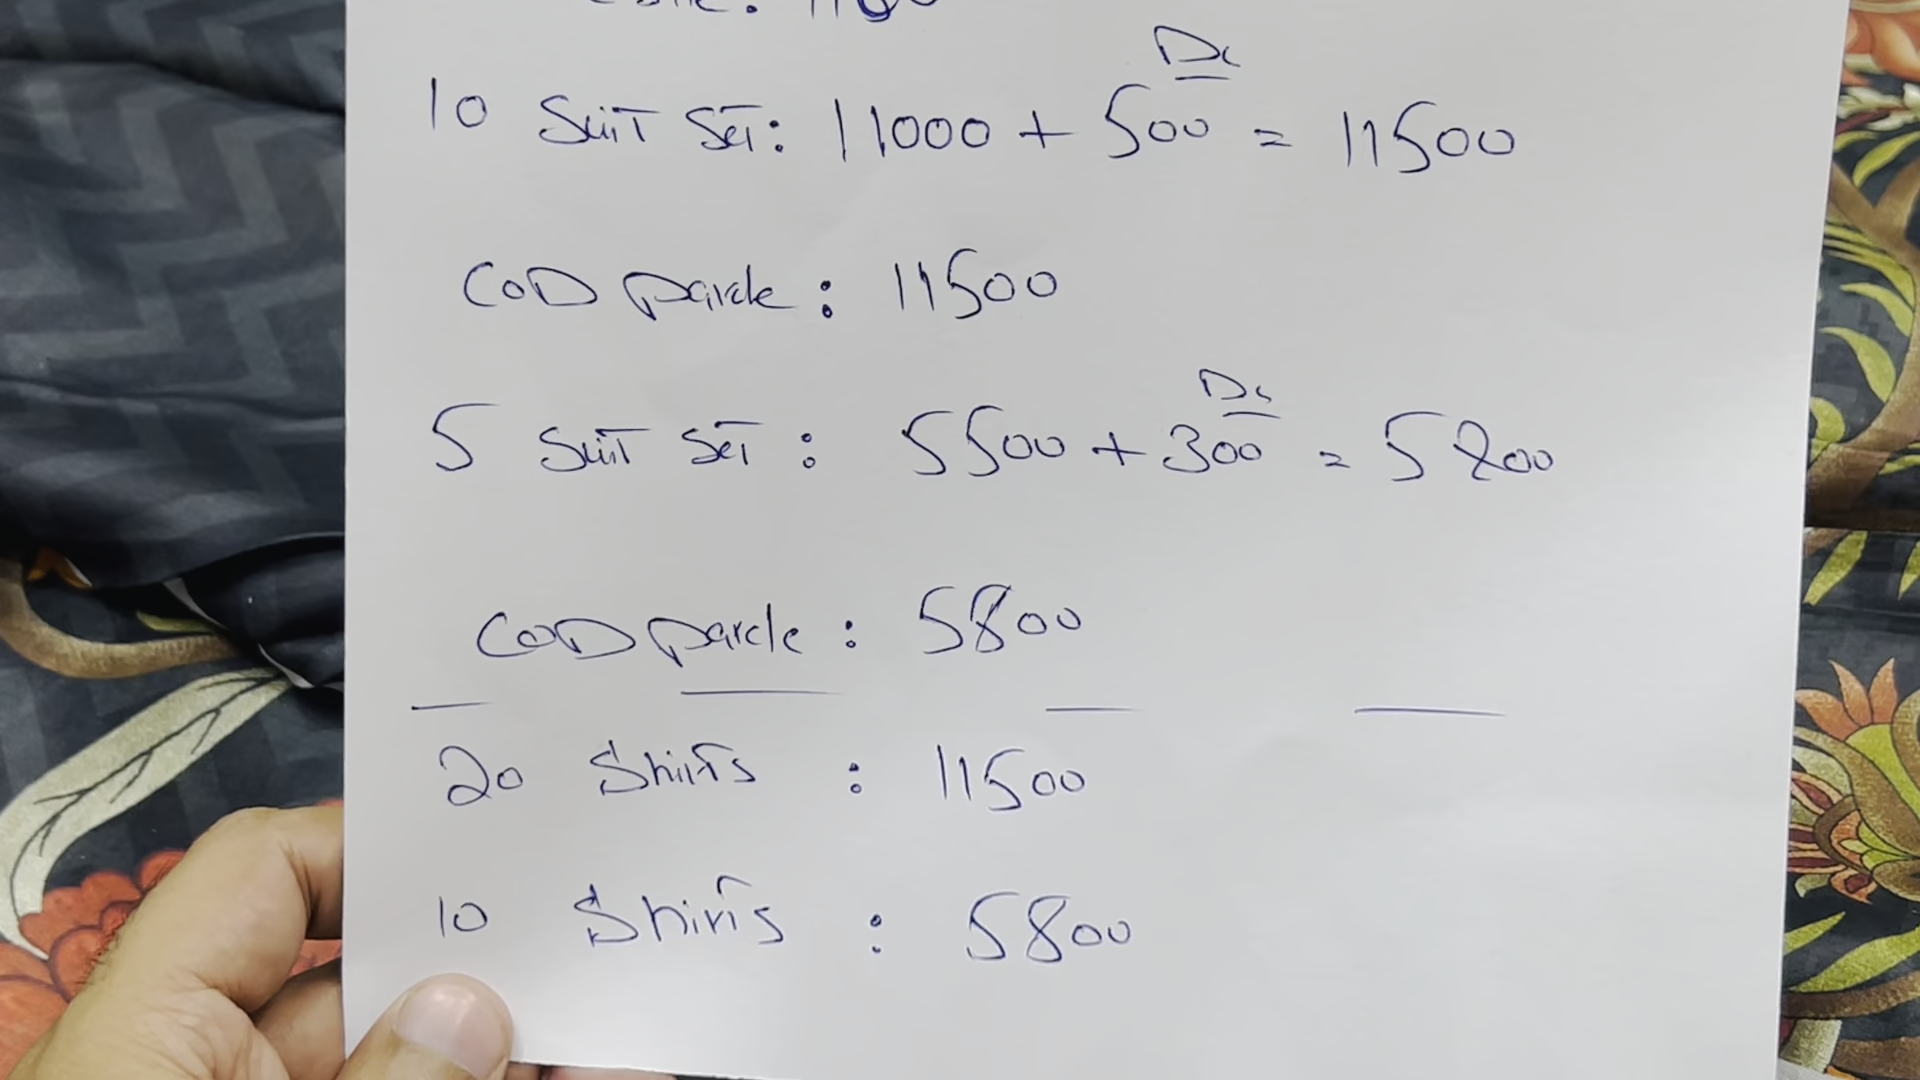 Dc
10 Suit Set: 11000 + 500 = 11500
COD Parcle: 11500
Dc
5 Suit Set: 5500 + 300 = 5800
COD Parcle: 5800
20 Shirts: 11500
10 Shirts: 5800